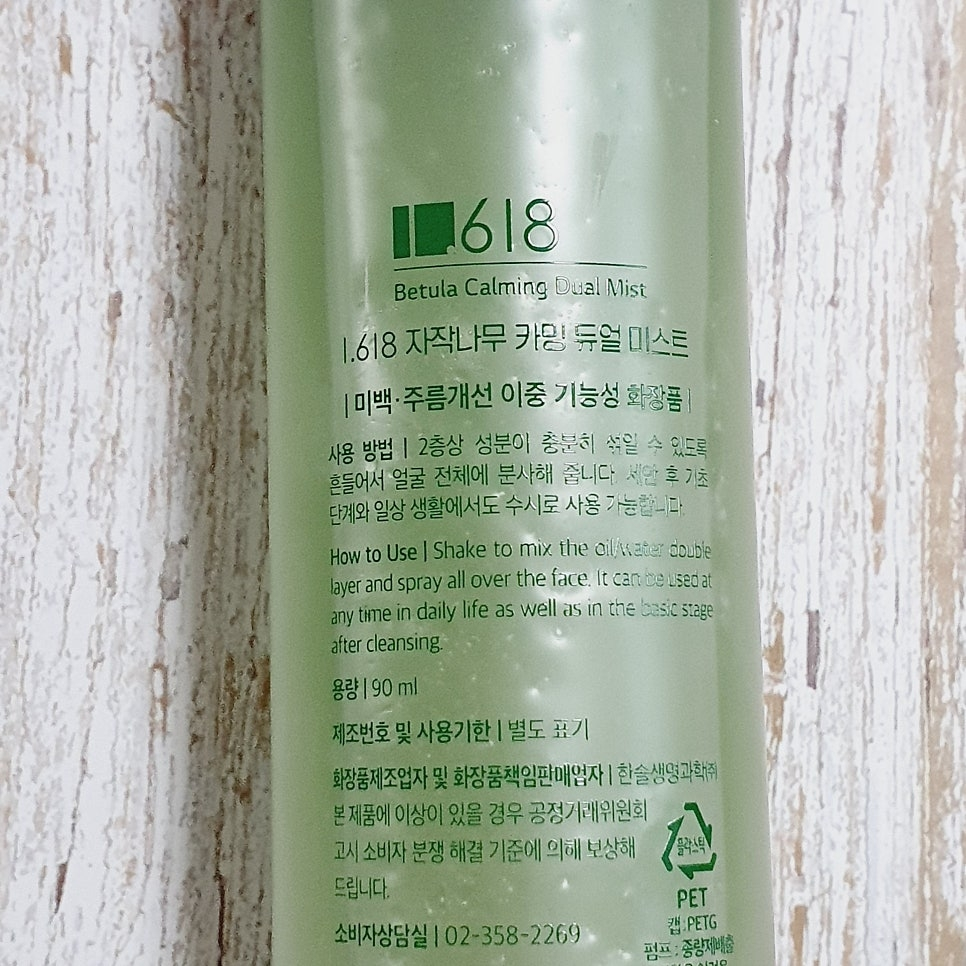 1.618
Betula Calming Dual Mist
1.618 자작나무 카밍 듀얼 미스트
| 미백·주름개선 이중 기능성 화장품 |
사용 방법 | 2층상 성분이 충분히 섞일 수 있도록
흔들어서 얼굴 전체에 분사해 줍니다. 세안 후 기초
단계와 일상 생활에서도 수시로 사용 가능합니다.
How to Use | Shake to mix the oil/water double
layer and spray all over the face. It can be used at
any time in daily life as well as in the basic stage
after cleansing.
용량 | 90 ml
제조번호 및 사용기한 | 별도 표기
화장품제조업자 및 화장품책임판매업자 | 한솔생명과학㈜
본 제품에 이상이 있을 경우 공정거래위원회
고시 소비자 분쟁 해결 기준에 의해 보상해
드립니다.
플라스틱
PET
캡:PETG
소비자상담실 | 02-358-2269
펌프:종량제배출